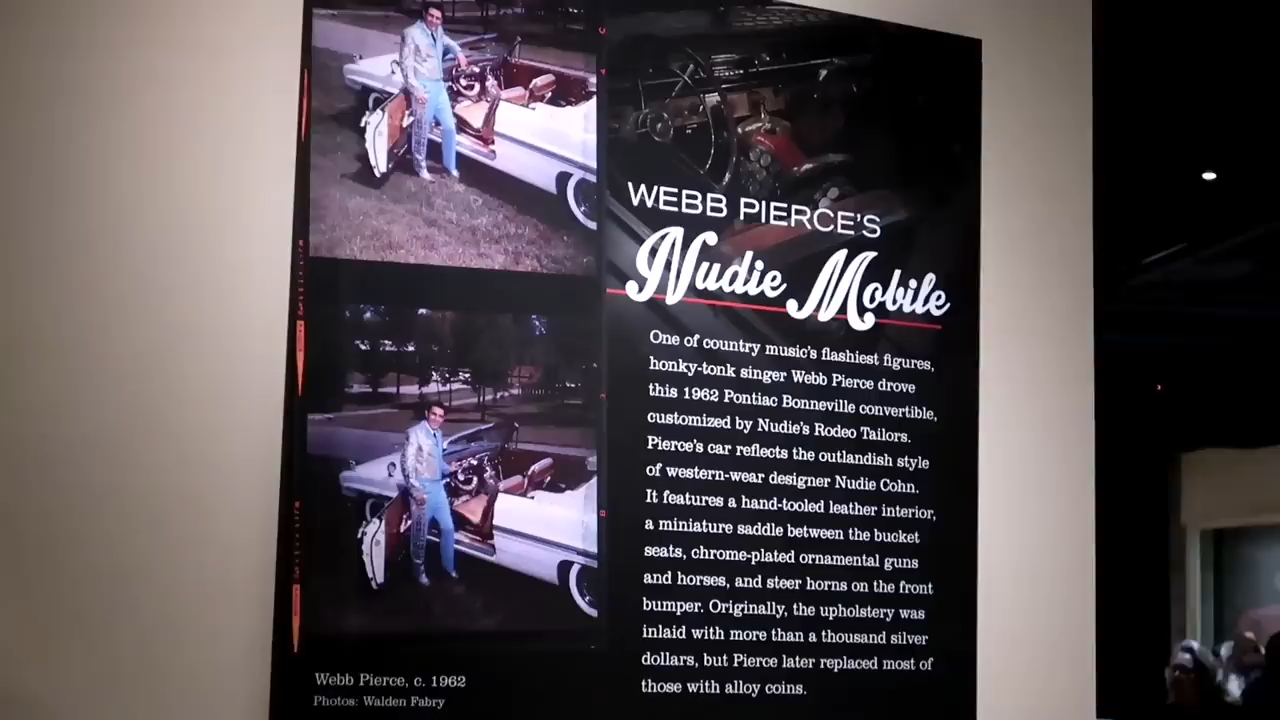 WEBB PIERCE'S
Nudie Mobile
One of country music's flashiest figures,
honky-tonk singer Webb Pierce drove
this 1962 Pontiac Bonneville convertible,
customized by Nudie's Rodeo Tailors.
Pierce's car reflects the outlandish style
of western-wear designer Nudie Cohn.
It features a hand-tooled leather interior,
a miniature saddle between the bucket
seats, chrome-plated ornamental guns
and horses, and steer horns on the front
bumper. Originally, the upholstery was
inlaid with more than a thousand silver
dollars, but Pierce later replaced most of
those with alloy coins.
Webb Pierce, c. 1962
Photos: Walden Fabry